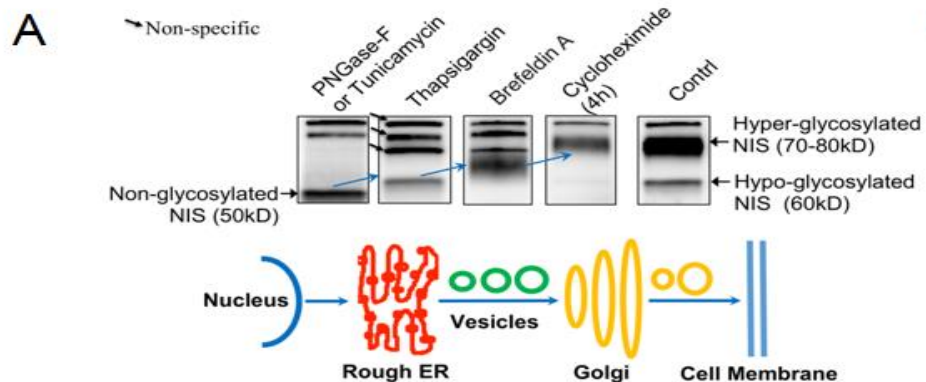 A
Non-specific
PNGase-F
or Tunicamycin
Thapsigargin
Brefeldin A
Cycloheximide
(4h)
Contrl
Hyper-glycosylated
NIS (70-80kD)
Non-glycosylated
NIS (50kD)
Hypo-glycosylated
NIS (60kD)
Nucleus
Vesicles
Rough ER
Golgi
Cell Membrane